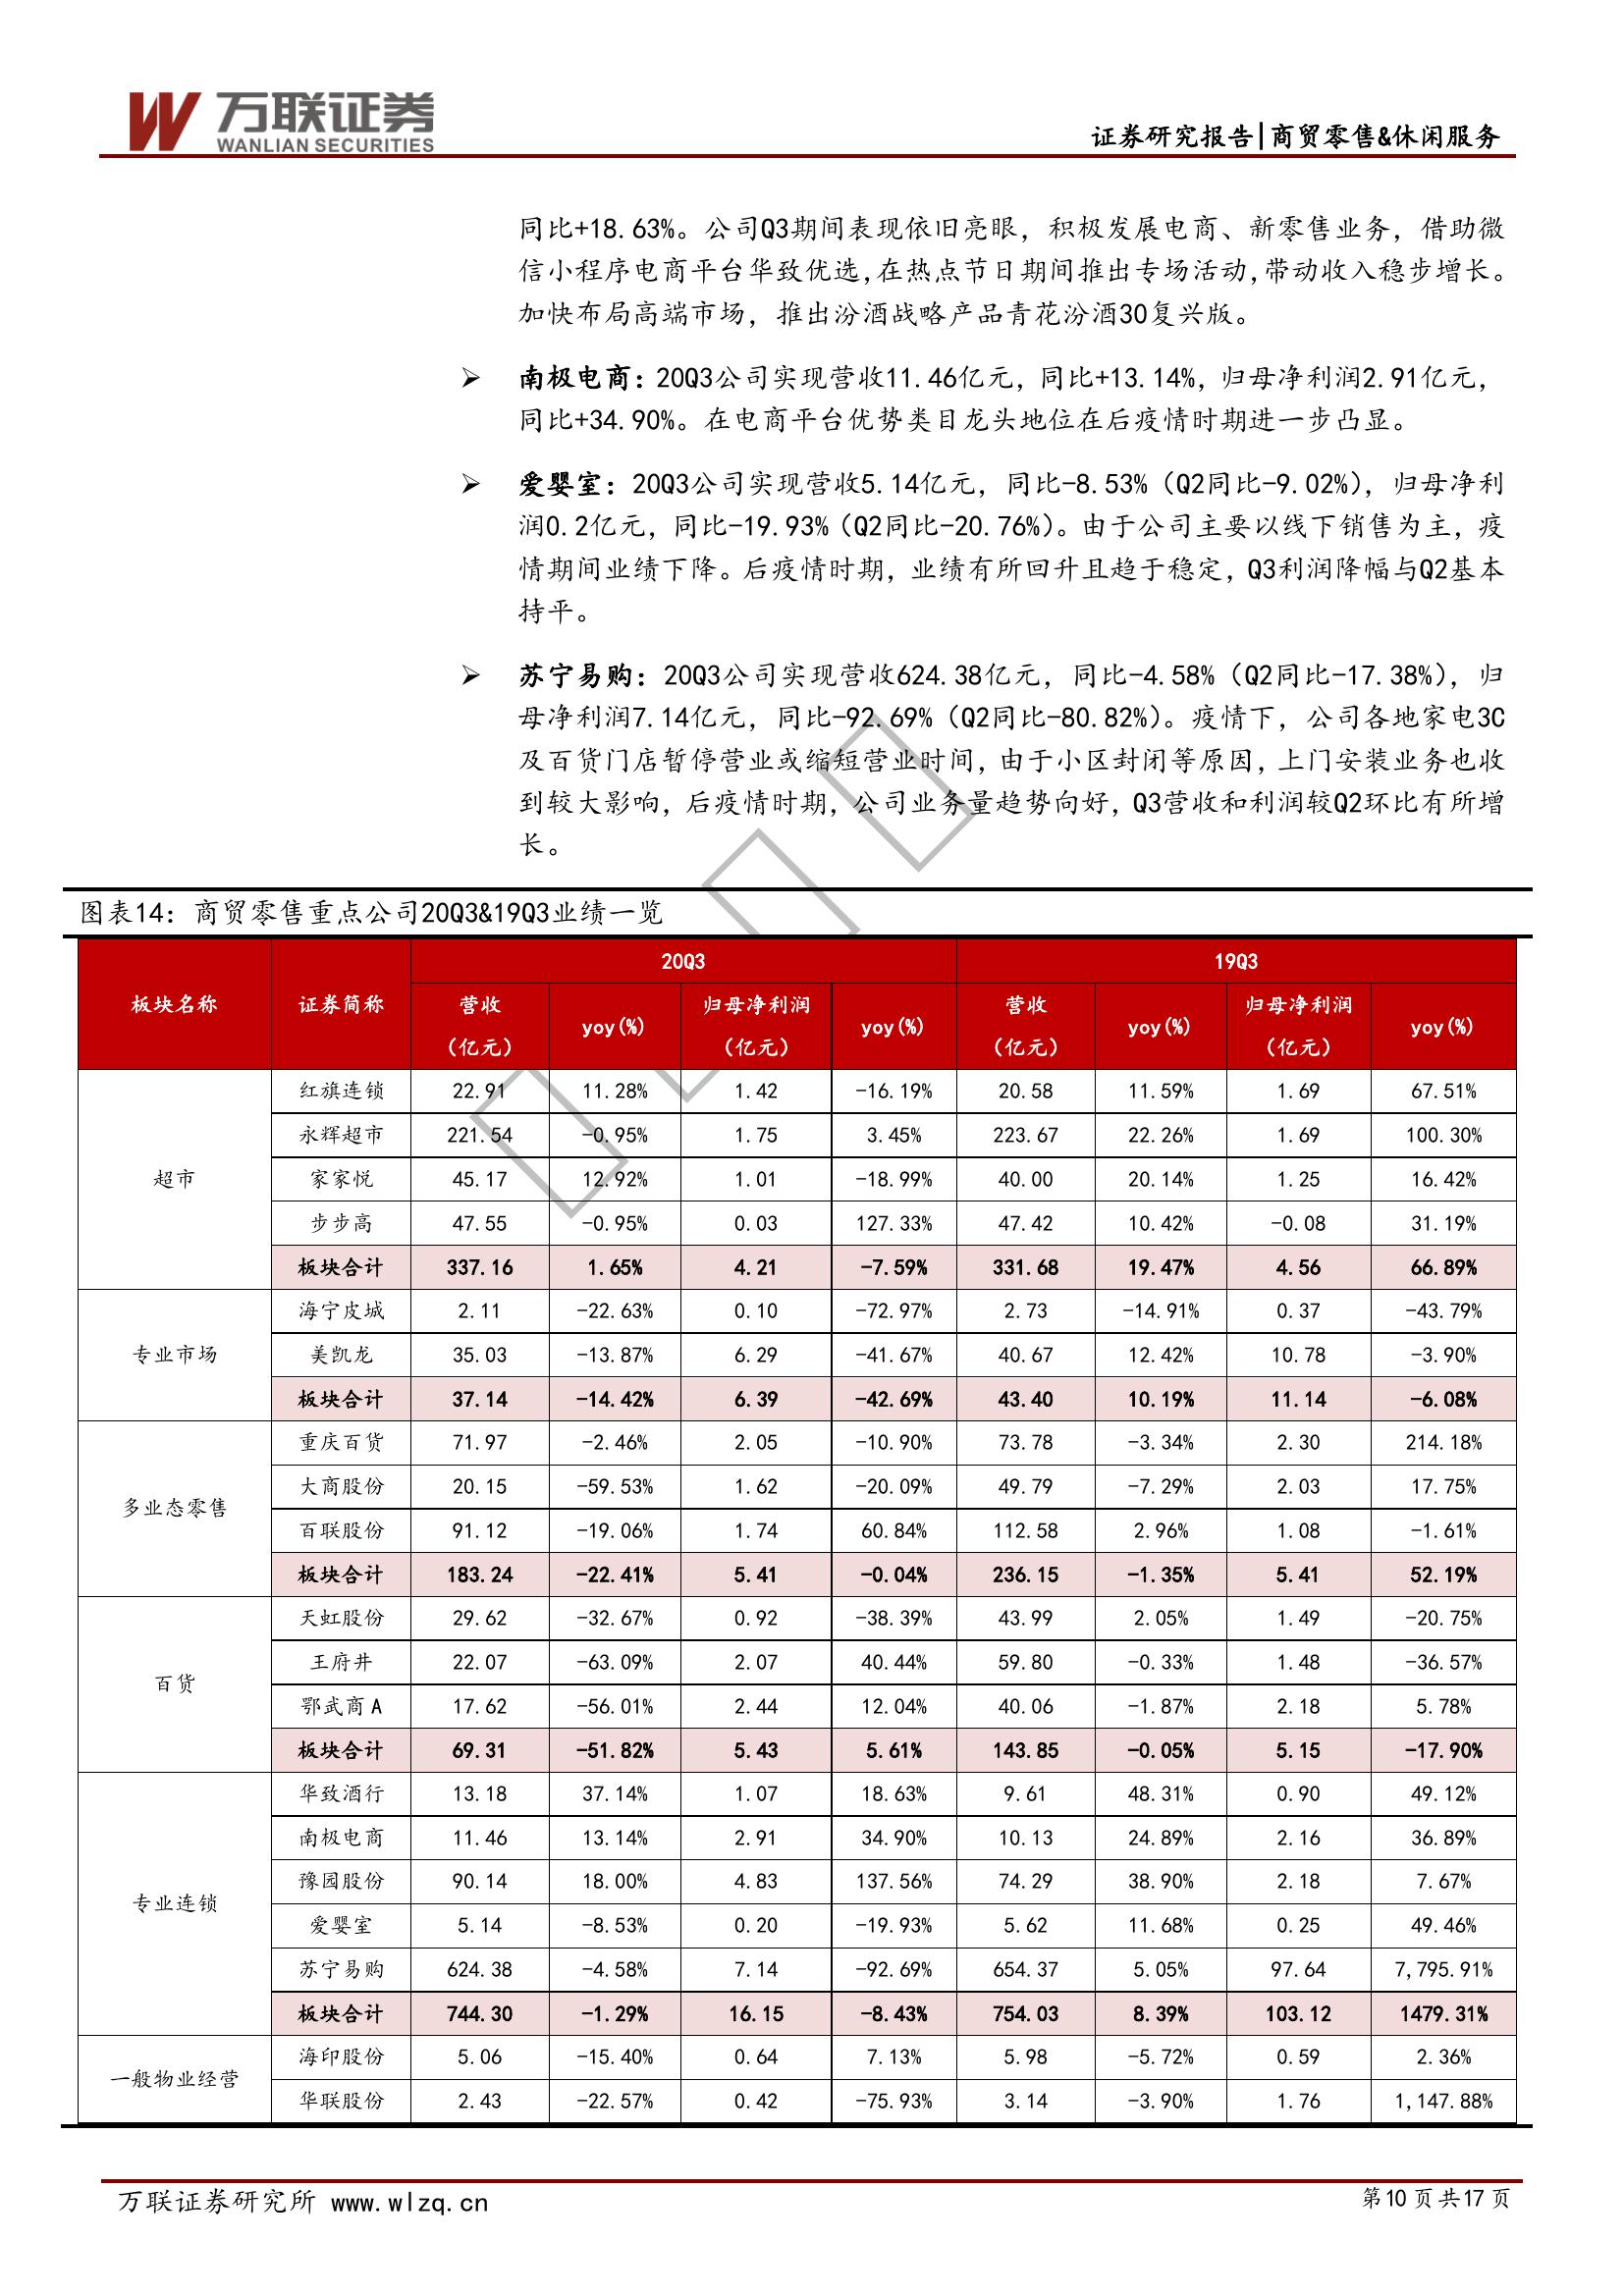 万联证券
WANLIAN SECURITIES
证券研究报告|商贸零售&休闲服务
同比+18.63%。公司Q3期间表现依旧亮眼，积极发展电商、新零售业务，借助微
信小程序电商平台华致优选,在热点节日期间推出专场活动,带动收入稳步增长。
加快布局高端市场，推出汾酒战略产品青花汾酒30复兴版。
➢ 南极电商：20Q3公司实现营收11.46亿元，同比+13.14%，归母净利润2.91亿元，
同比+34.90%。在电商平台优势类目龙头地位在后疫情时期进一步凸显。
➢ 爱婴室：20Q3公司实现营收5.14亿元，同比-8.53%（Q2同比-9.02%），归母净利
润0.2亿元，同比-19.93%（Q2同比-20.76%）。由于公司主要以线下销售为主，疫
情期间业绩下降。后疫情时期，业绩有所回升且趋于稳定，Q3利润降幅与Q2基本
持平。
➢ 苏宁易购：20Q3公司实现营收624.38亿元，同比-4.58%（Q2同比-17.38%），归
母净利润7.14亿元，同比-92.69%（Q2同比-80.82%）。疫情下，公司各地家电3C
及百货门店暂停营业或缩短营业时间，由于小区封闭等原因，上门安装业务也收
到较大影响，后疫情时期，公司业务量趋势向好，Q3营收和利润较Q2环比有所增
长。
图表14：商贸零售重点公司20Q3&19Q3业绩一览
板块名称 证券简称 20Q3 19Q3
营收（亿元） yoy(%) 归母净利润（亿元） yoy(%) 营收（亿元） yoy(%) 归母净利润（亿元） yoy(%)
超市
红旗连锁 22.91 11.28% 1.42 -16.19% 20.58 11.59% 1.69 67.51%
永辉超市 221.54 -0.95% 1.75 3.45% 223.67 22.26% 1.69 100.30%
家家悦 45.17 12.92% 1.01 -18.99% 40.00 20.14% 1.25 16.42%
步步高 47.55 -0.95% 0.03 127.33% 47.42 10.42% -0.08 31.19%
板块合计 337.16 1.65% 4.21 -7.59% 331.68 19.47% 4.56 66.89%
专业市场
海宁皮城 2.11 -22.63% 0.10 -72.97% 2.73 -14.91% 0.37 -43.79%
美凯龙 35.03 -13.87% 6.29 -41.67% 40.67 12.42% 10.78 -3.90%
板块合计 37.14 -14.42% 6.39 -42.69% 43.40 10.19% 11.14 -6.08%
多业态零售
重庆百货 71.97 -2.46% 2.05 -10.90% 73.78 -3.34% 2.30 214.18%
大商股份 20.15 -59.53% 1.62 -20.09% 49.79 -7.29% 2.03 17.75%
百联股份 91.12 -19.06% 1.74 60.84% 112.58 2.96% 1.08 -1.61%
板块合计 183.24 -22.41% 5.41 -0.04% 236.15 -1.35% 5.41 52.19%
百货
天虹股份 29.62 -32.67% 0.92 -38.39% 43.99 2.05% 1.49 -20.75%
王府井 22.07 -63.09% 2.07 40.44% 59.80 -0.33% 1.48 -36.57%
鄂武商A 17.62 -56.01% 2.44 12.04% 40.06 -1.87% 2.18 5.78%
板块合计 69.31 -51.82% 5.43 5.61% 143.85 -0.05% 5.15 -17.90%
专业连锁
华致酒行 13.18 37.14% 1.07 18.63% 9.61 48.31% 0.90 49.12%
南极电商 11.46 13.14% 2.91 34.90% 10.13 24.89% 2.16 36.89%
豫园股份 90.14 18.00% 4.83 137.56% 74.29 38.90% 2.18 7.67%
爱婴室 5.14 -8.53% 0.20 -19.93% 5.62 11.68% 0.25 49.46%
苏宁易购 624.38 -4.58% 7.14 -92.69% 654.37 5.05% 97.64 7,795.91%
板块合计 744.30 -1.29% 16.15 -8.43% 754.03 8.39% 103.12 1479.31%
一般物业经营
海印股份 5.06 -15.40% 0.64 7.13% 5.98 -5.72% 0.59 2.36%
华联股份 2.43 -22.57% 0.42 -75.93% 3.14 -3.90% 1.76 1,147.88%
万联证券研究所 www.wlzq.cn
第10页共17页